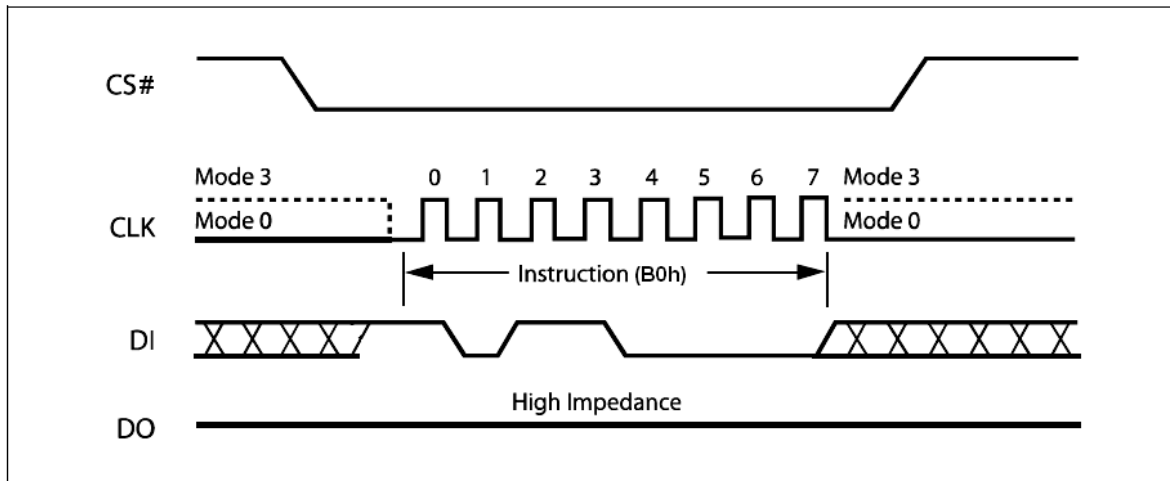 CS#
Mode 3 0 1 2 3 4 5 6 7 Mode 3
CLK Mode 0 Mode 0
Instruction (B0h)
DI
High Impedance
DO